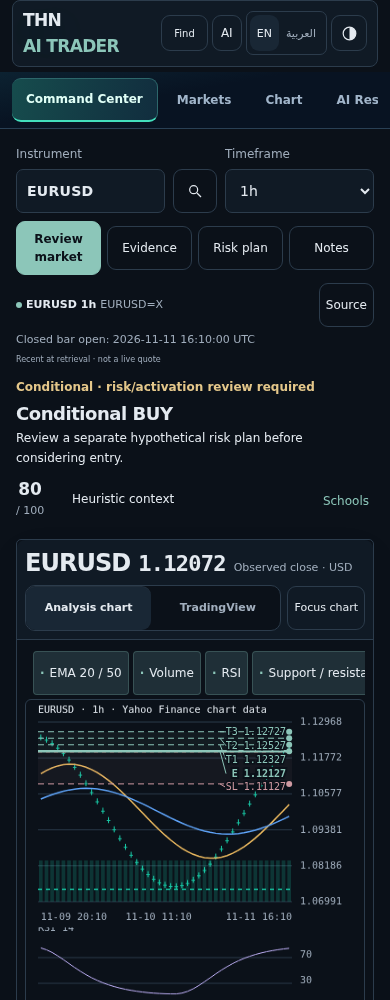 THN
AI TRADER
Find
AI
EN
العربية
Command Center
Markets
Chart
AI Res
Instrument
Timeframe
EURUSD
1h
Review market
Evidence
Risk plan
Notes
EURUSD 1h EURUSD=X
Source
Closed bar open: 2026-11-11 16:10:00 UTC
Recent at retrieval · not a live quote
Conditional · risk/activation review required
Conditional BUY
Review a separate hypothetical risk plan before
considering entry.
80
/ 100
Heuristic context
Schools
EURUSD 1.12072 Observed close · USD
Analysis chart
TradingView
Focus chart
· EMA 20 / 50
· Volume
· RSI
· Support / resista
EURUSD · 1h · Yahoo Finance chart data
1.12968
T3 1.12727
T2 1.12527
T1 1.12327
1.11772
E 1.12127
SL 1.11127
1.10577
1.09381
1.08186
1.06991
11-09 20:10
11-10 11:10
11-11 16:10
RSI 14
70
30